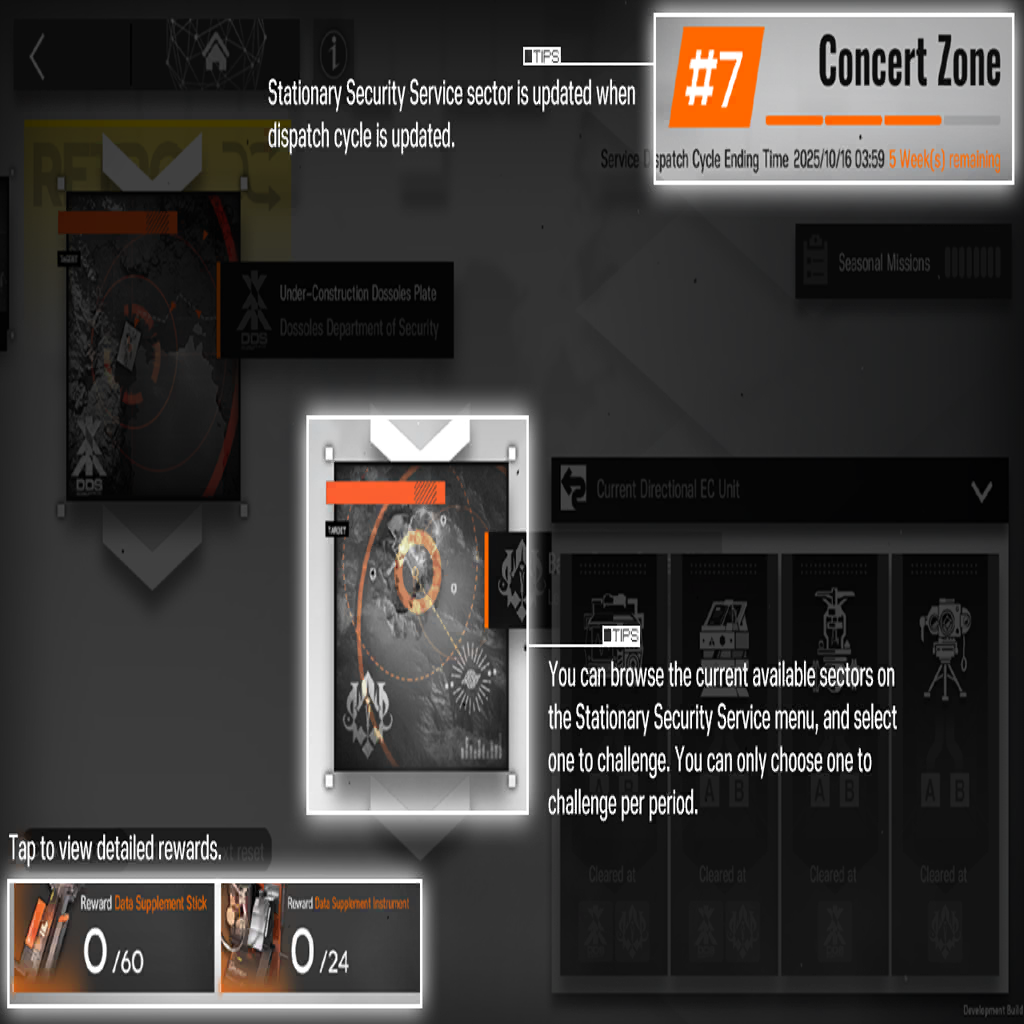 TIPS
#7
Concert Zone
Stationary Security Service sector is updated when
dispatch cycle is updated.
Service Dispatch Cycle Ending Time 2025/10/16 03:59 5 Week(s) remaining
TARGET
Under-Construction Dossoles Plate
Dossoles Department of Security
DDS
Seasonal Missions
DDS
Current Directional EC Unit
TARGET
TIPS
You can browse the current available sectors on
the Stationary Security Service menu, and select
one to challenge. You can only choose one to
challenge per period.
A B
A B
A B
Cleared at
Cleared at
Cleared at
Cleared at
Tap to view detailed rewards.
reset
Reward Data Supplement Stick
0/60
Reward Data Supplement Instrument
0/24
Development Build